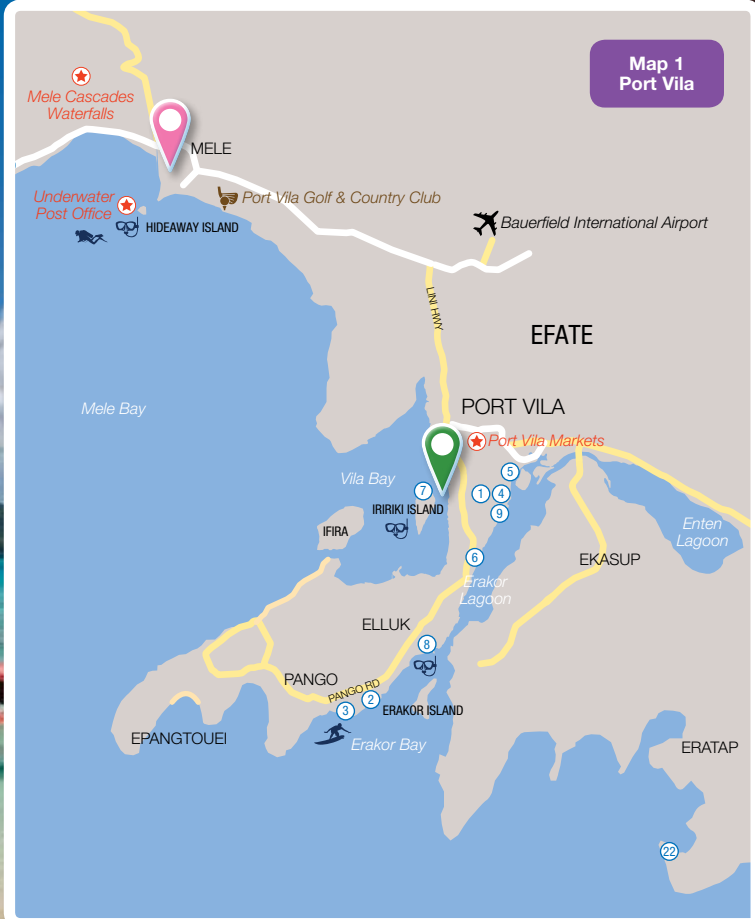 Map 1
Port Vila
Mele Cascades
Waterfalls
MELE
Underwater
Post Office
HIDEAWAY ISLAND
Port Vila Golf & Country Club
Bauerfield International Airport
LINI HWY
EFATE
Mele Bay
PORT VILA
Port Vila Markets
Vila Bay
5
7
1
4
9
IRIRIKI ISLAND
IFIRA
Enten
Lagoon
6
EKASUP
Erakor
Lagoon
ELLUK
8
PANGO
PANGO RD
2
3
ERAKOR ISLAND
EPANGTOUEI
Erakor Bay
ERATAP
22